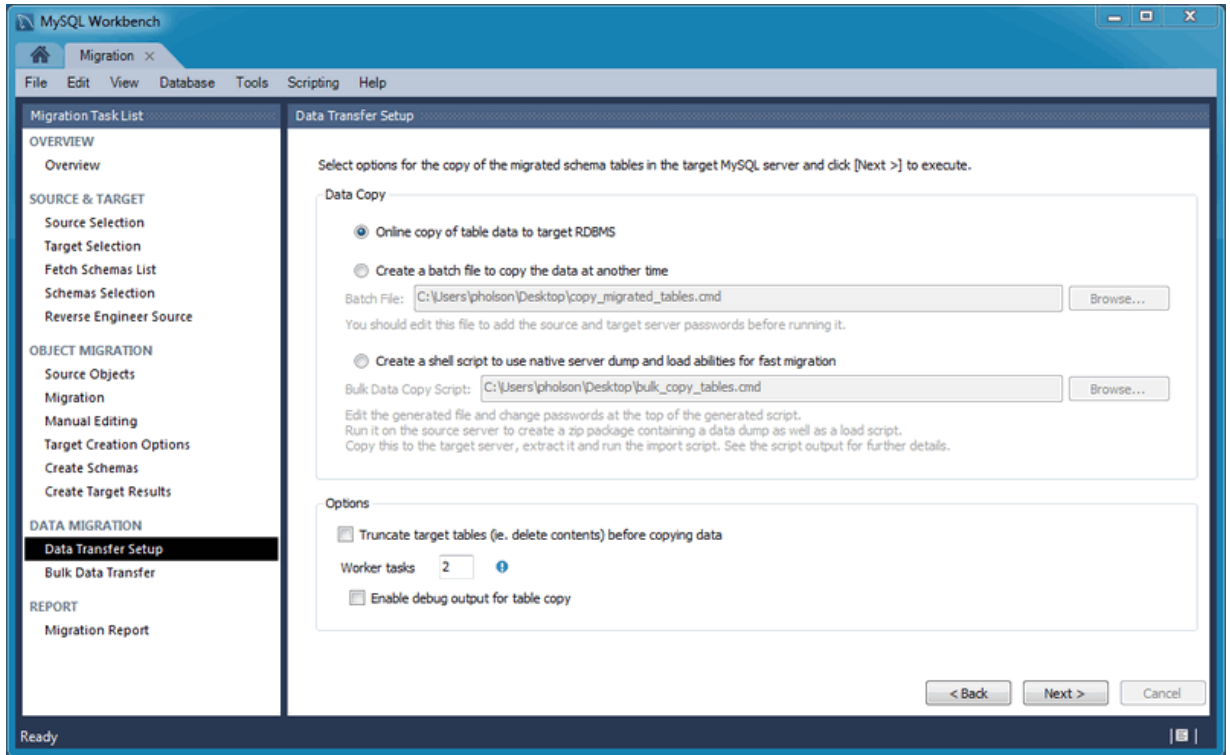 MySQL Workbench
Migration
File Edit View Database Tools Scripting Help
Migration Task List
OVERVIEW
Overview
SOURCE & TARGET
Source Selection
Target Selection
Fetch Schemas List
Schemas Selection
Reverse Engineer Source
OBJECT MIGRATION
Source Objects
Migration
Manual Editing
Target Creation Options
Create Schemas
Create Target Results
DATA MIGRATION
Data Transfer Setup
Bulk Data Transfer
REPORT
Migration Report
Data Transfer Setup
Select options for the copy of the migrated schema tables in the target MySQL server and click [Next >] to execute.
Data Copy
Online copy of table data to target RDBMS
Create a batch file to copy the data at another time
Batch File: C:\Users\pholson\Desktop\copy_migrated_tables.cmd Browse...
You should edit this file to add the source and target server passwords before running it.
Create a shell script to use native server dump and load abilities for fast migration
Bulk Data Copy Script: C:\Users\pholson\Desktop\bulk_copy_tables.cmd Browse...
Edit the generated file and change passwords at the top of the generated script.
Run it on the source server to create a zip package containing a data dump as well as a load script.
Copy this to the target server, extract it and run the import script. See the script output for further details.
Options
Truncate target tables (ie. delete contents) before copying data
Worker tasks 2
Enable debug output for table copy
< Back Next > Cancel
Ready